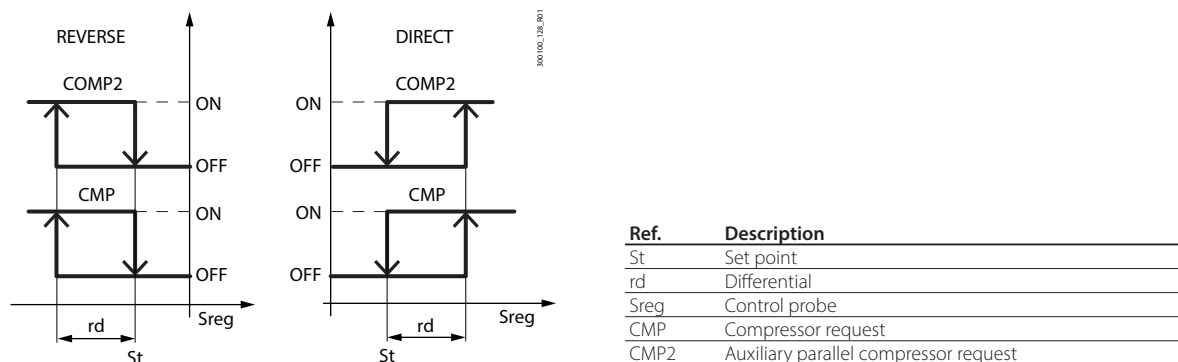 REVERSE
COMP2
ON
OFF
CMP
ON
OFF
Sreg
rd
St
DIRECT
300100_128_R01
COMP2
ON
OFF
CMP
ON
OFF
Sreg
rd
St
Ref. Description
St Set point
rd Differential
Sreg Control probe
CMP Compressor request
CMP2 Auxiliary parallel compressor request